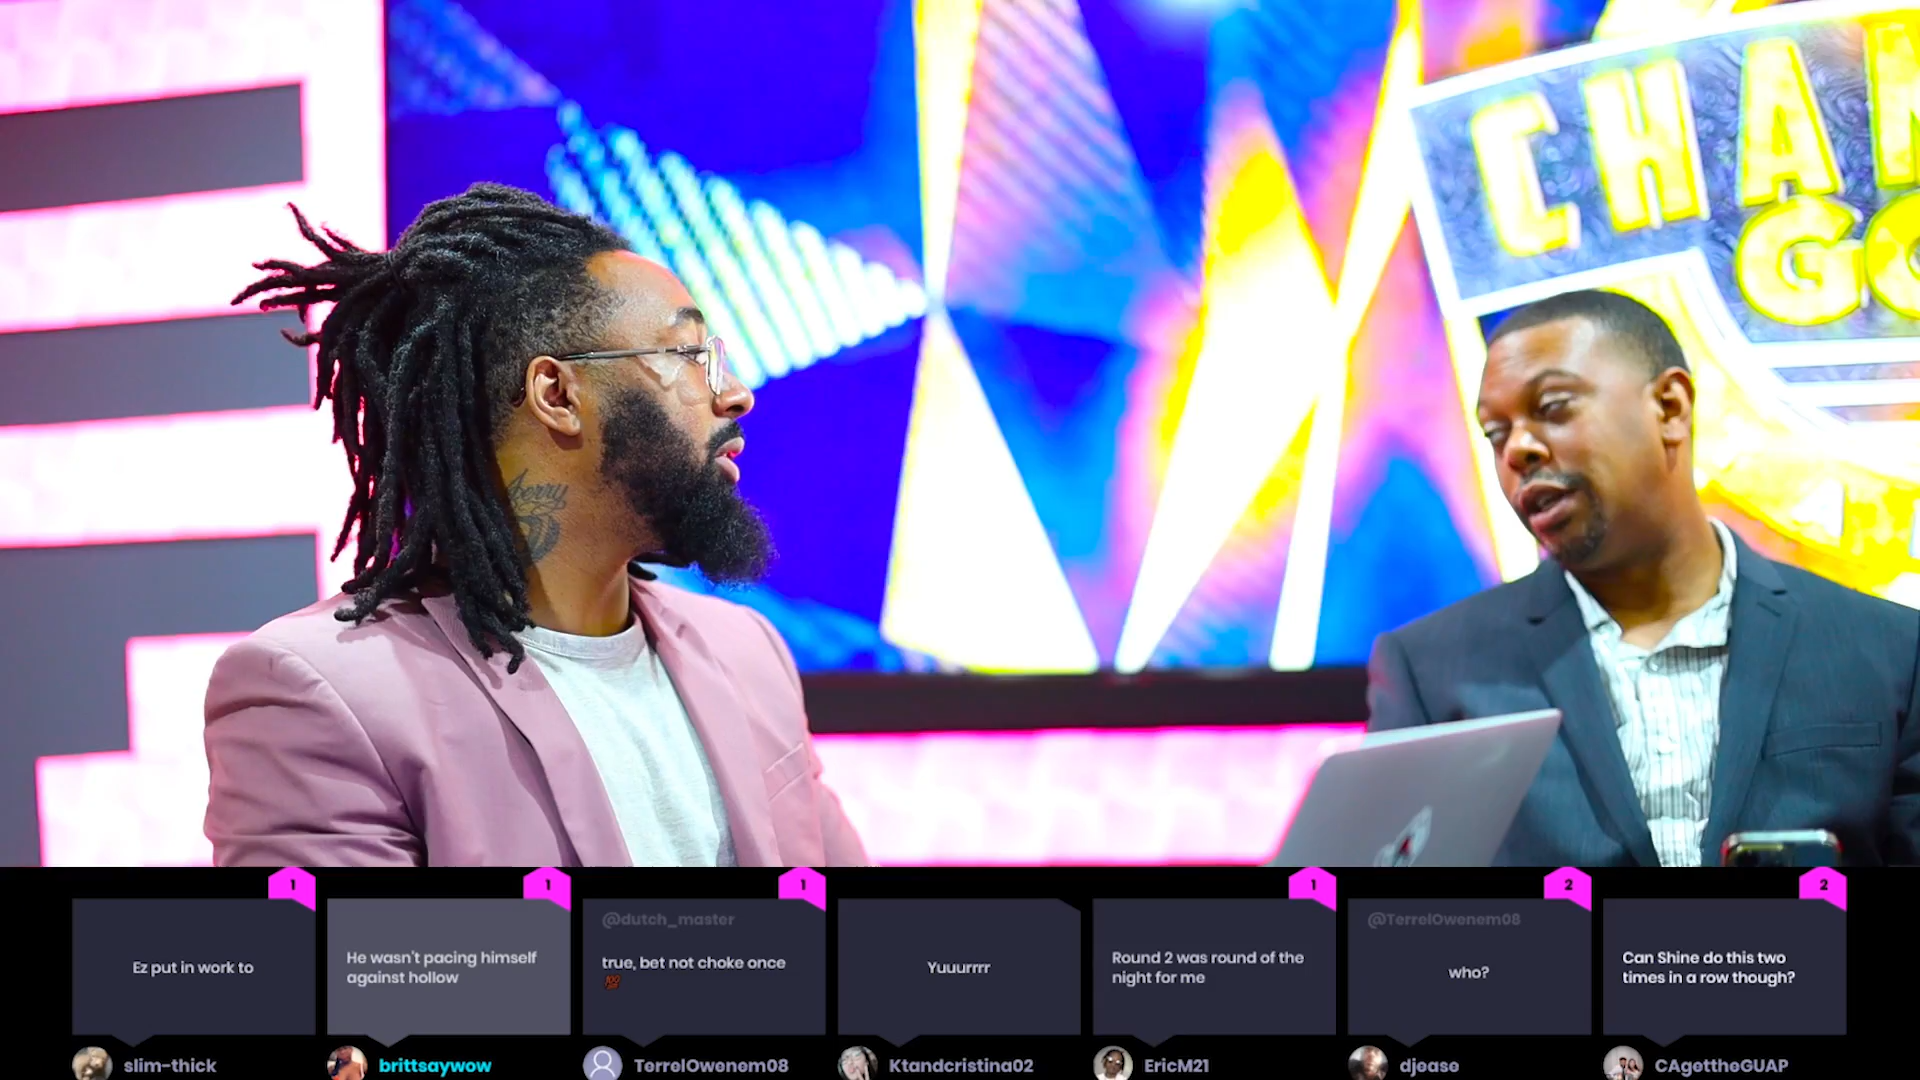 CHAM
GO
1
1
1
1
2
2
Ez put in work to
He wasn't pacing himself
against hollow
@dutch_master
true, bet not choke once
💯
Yuuurrrr
Round 2 was round of the
night for me
@TerrelOwenem08
who?
Can Shine do this two
times in a row though?
slim-thick
brittsaywow
TerrelOwenem08
Ktandcristina02
EricM21
djease
CAgettheGUAP